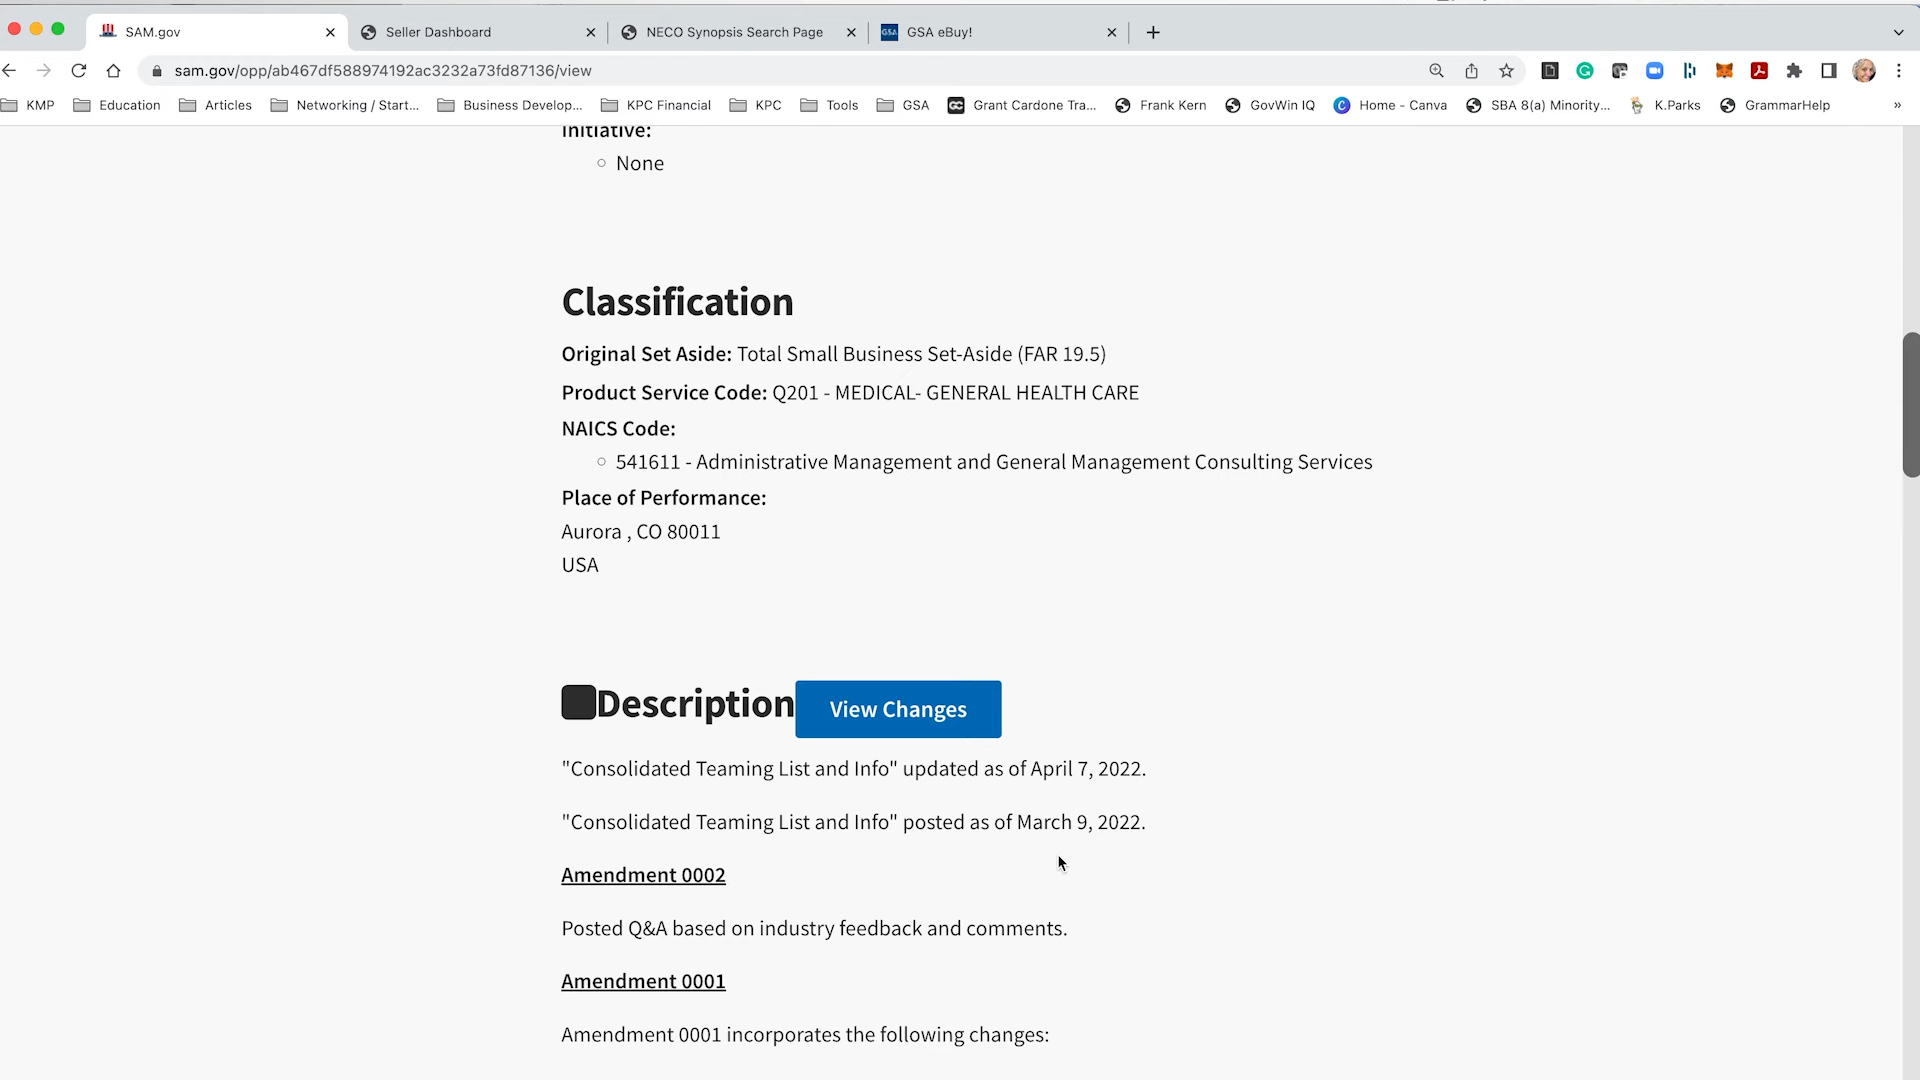 SAM.gov
Seller Dashboard
NECO Synopsis Search Page
GSA
GSA eBuy!
sam.gov/opp/ab467df588974192ac3232a73fd87136/view
KMP
Education
Articles
Networking / Start...
Business Develop...
KPC Financial
KPC
Tools
GSA
GC
Grant Cardone Tra...
Frank Kern
GovWin IQ
C
Home - Canva
SBA 8(a) Minority...
K.Parks
GrammarHelp
»
Initiative:
None
Classification
Original Set Aside: Total Small Business Set-Aside (FAR 19.5)
Product Service Code: Q201 - MEDICAL- GENERAL HEALTH CARE
NAICS Code:
541611 - Administrative Management and General Management Consulting Services
Place of Performance:
Aurora , CO 80011
USA
Description
View Changes
"Consolidated Teaming List and Info" updated as of April 7, 2022.
"Consolidated Teaming List and Info" posted as of March 9, 2022.
Amendment 0002
Posted Q&A based on industry feedback and comments.
Amendment 0001
Amendment 0001 incorporates the following changes: